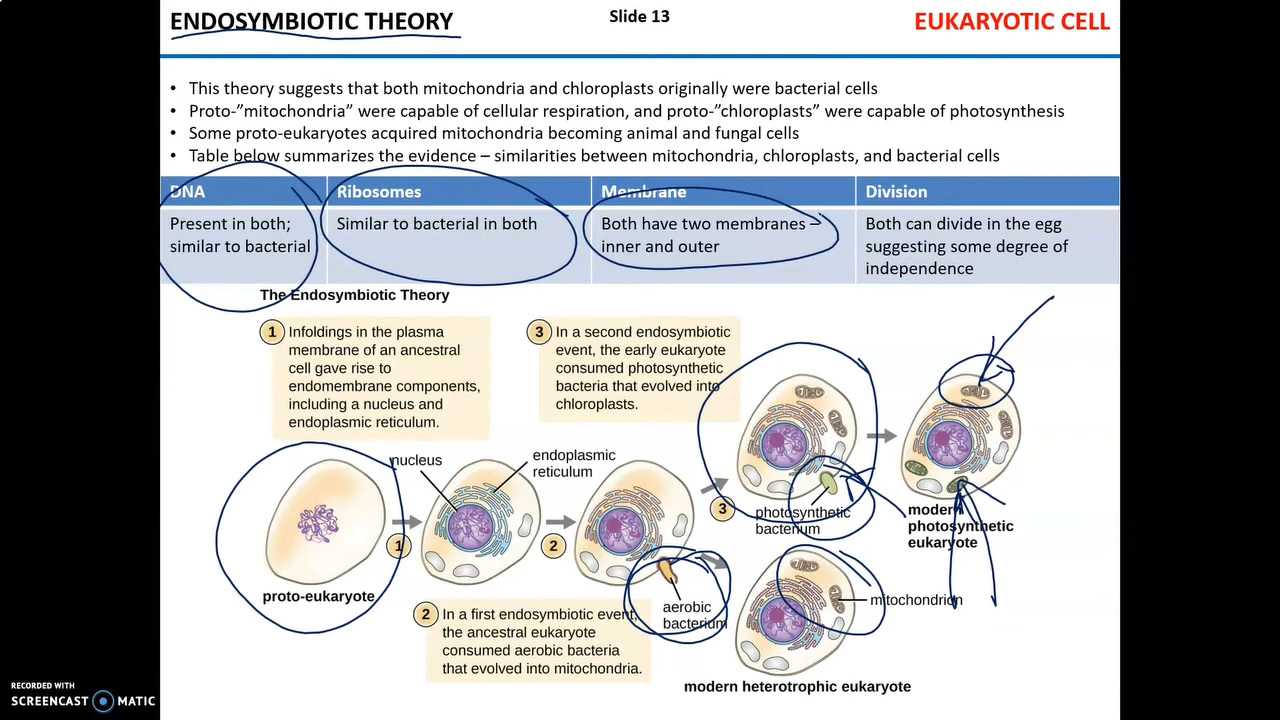 ENDOSYMBIOTIC THEORY
Slide 13
EUKARYOTIC CELL
• This theory suggests that both mitochondria and chloroplasts originally were bacterial cells
• Proto-”mitochondria” were capable of cellular respiration, and proto-”chloroplasts” were capable of photosynthesis
• Some proto-eukaryotes acquired mitochondria becoming animal and fungal cells
• Table below summarizes the evidence – similarities between mitochondria, chloroplasts, and bacterial cells
DNA
Ribosomes
Membrane
Division
Present in both;
similar to bacterial
Similar to bacterial in both
Both have two membranes –
inner and outer
Both can divide in the egg
suggesting some degree of
independence
The Endosymbiotic Theory
1 Infoldings in the plasma
membrane of an ancestral
cell gave rise to
endomembrane components,
including a nucleus and
endoplasmic reticulum.
3 In a second endosymbiotic
event, the early eukaryote
consumed photosynthetic
bacteria that evolved into
chloroplasts.
nucleus
endoplasmic
reticulum
proto-eukaryote
1
2
3
photosynthetic
bacterium
modern
photosynthetic
eukaryote
aerobic
bacterium
mitochondrion
2 In a first endosymbiotic event,
the ancestral eukaryote
consumed aerobic bacteria
that evolved into mitochondria.
modern heterotrophic eukaryote
RECORDED WITH
SCREENCAST MATIC